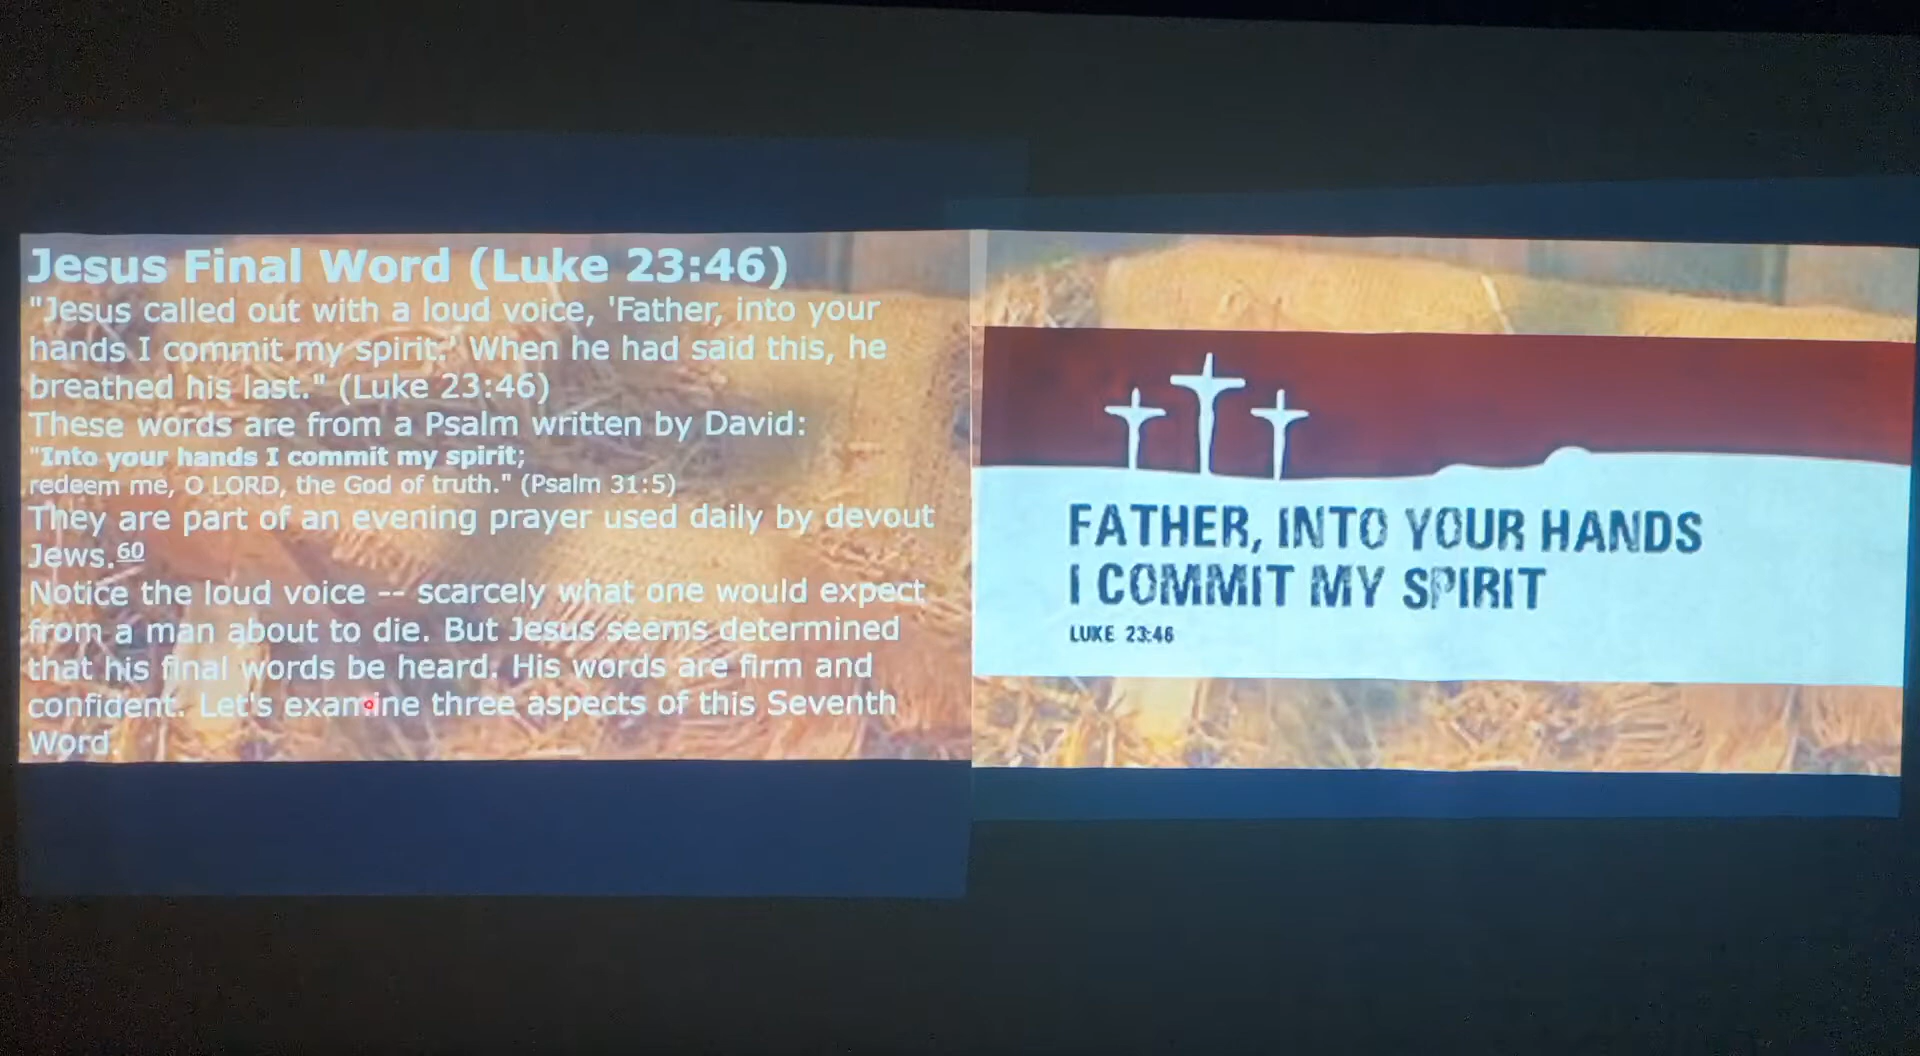 Jesus Final Word (Luke 23:46)
"Jesus called out with a loud voice, 'Father, into your
hands I commit my spirit.' When he had said this, he
breathed his last." (Luke 23:46)
These words are from a Psalm written by David:
"Into your hands I commit my spirit;
redeem me, O LORD, the God of truth." (Psalm 31:5)
They are part of an evening prayer used daily by devout
Jews.60
Notice the loud voice -- scarcely what one would expect
from a man about to die. But Jesus seems determined
that his final words be heard. His words are firm and
confident. Let's examine three aspects of this Seventh
Word.
FATHER, INTO YOUR HANDS
I COMMIT MY SPIRIT
LUKE 23:46